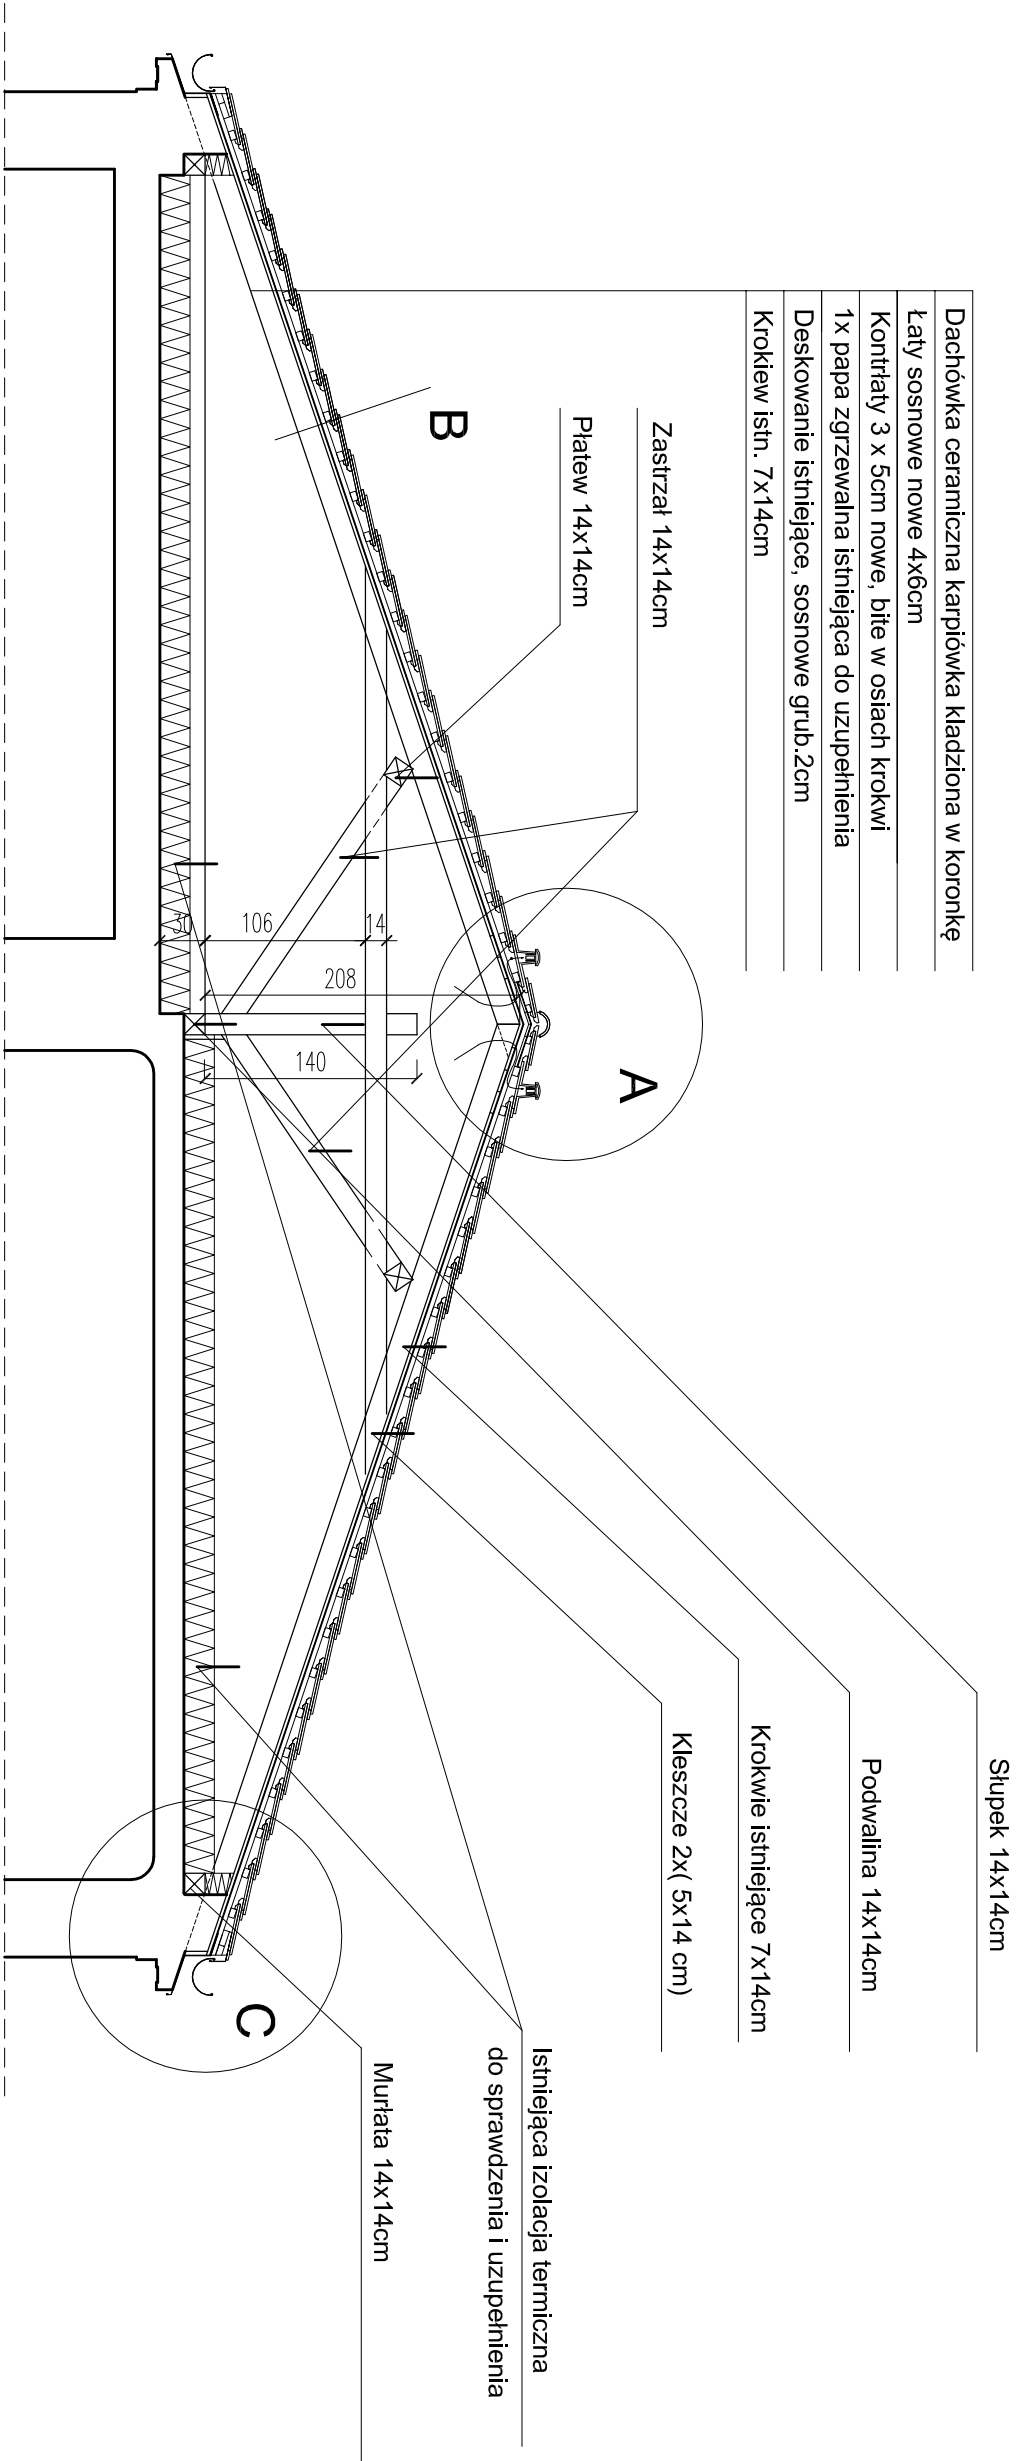 Dachówka ceramiczna karpiówka kladziona w koronkę
Łaty sosnowe nowe 4x6cm
Kontrłaty 3 x 5cm nowe, bite w osiach krokwi
1x papa zgrzewalna istniejąca do uzupełnienia
Deskowanie istniejące, sosnowe grub.2cm
Krokiew istn. 7x14cm
Zastrzał 14x14cm
Płatew 14x14cm
B
A
C
30
106
14
208
140
Słupek 14x14cm
Podwalina 14x14cm
Krokwie istniejące 7x14cm
Kleszcze 2x( 5x14 cm)
Istniejąca izolacja termiczna
do sprawdzenia i uzupełnienia
Murłata 14x14cm